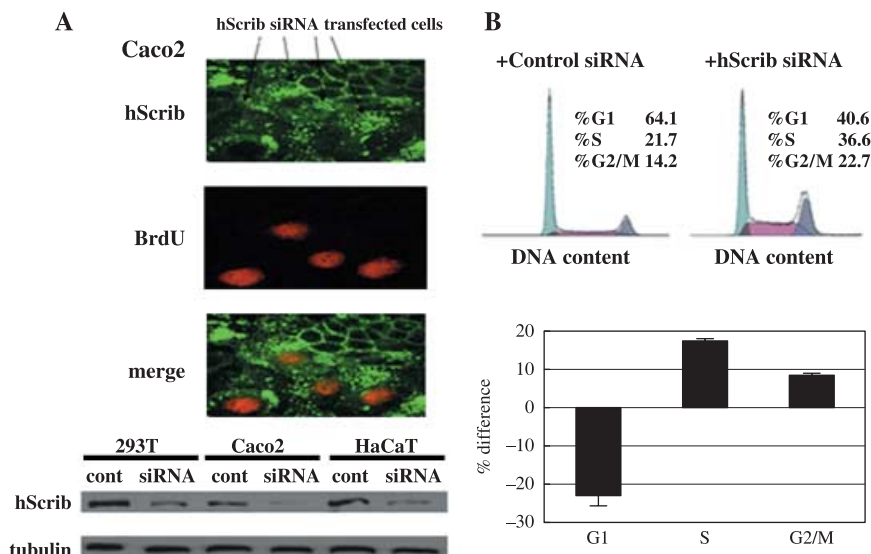 A
hScrib siRNA transfected cells
Caco2
hScrib
BrdU
merge
293T Caco2 HaCaT
cont siRNA cont siRNA cont siRNA
hScrib
tubulin
B
+Control siRNA
%G1 64.1
%S 21.7
%G2/M 14.2
DNA content
+hScrib siRNA
%G1 40.6
%S 36.6
%G2/M 22.7
DNA content
% difference
20
10
0
−10
−20
−30
G1 S G2/M